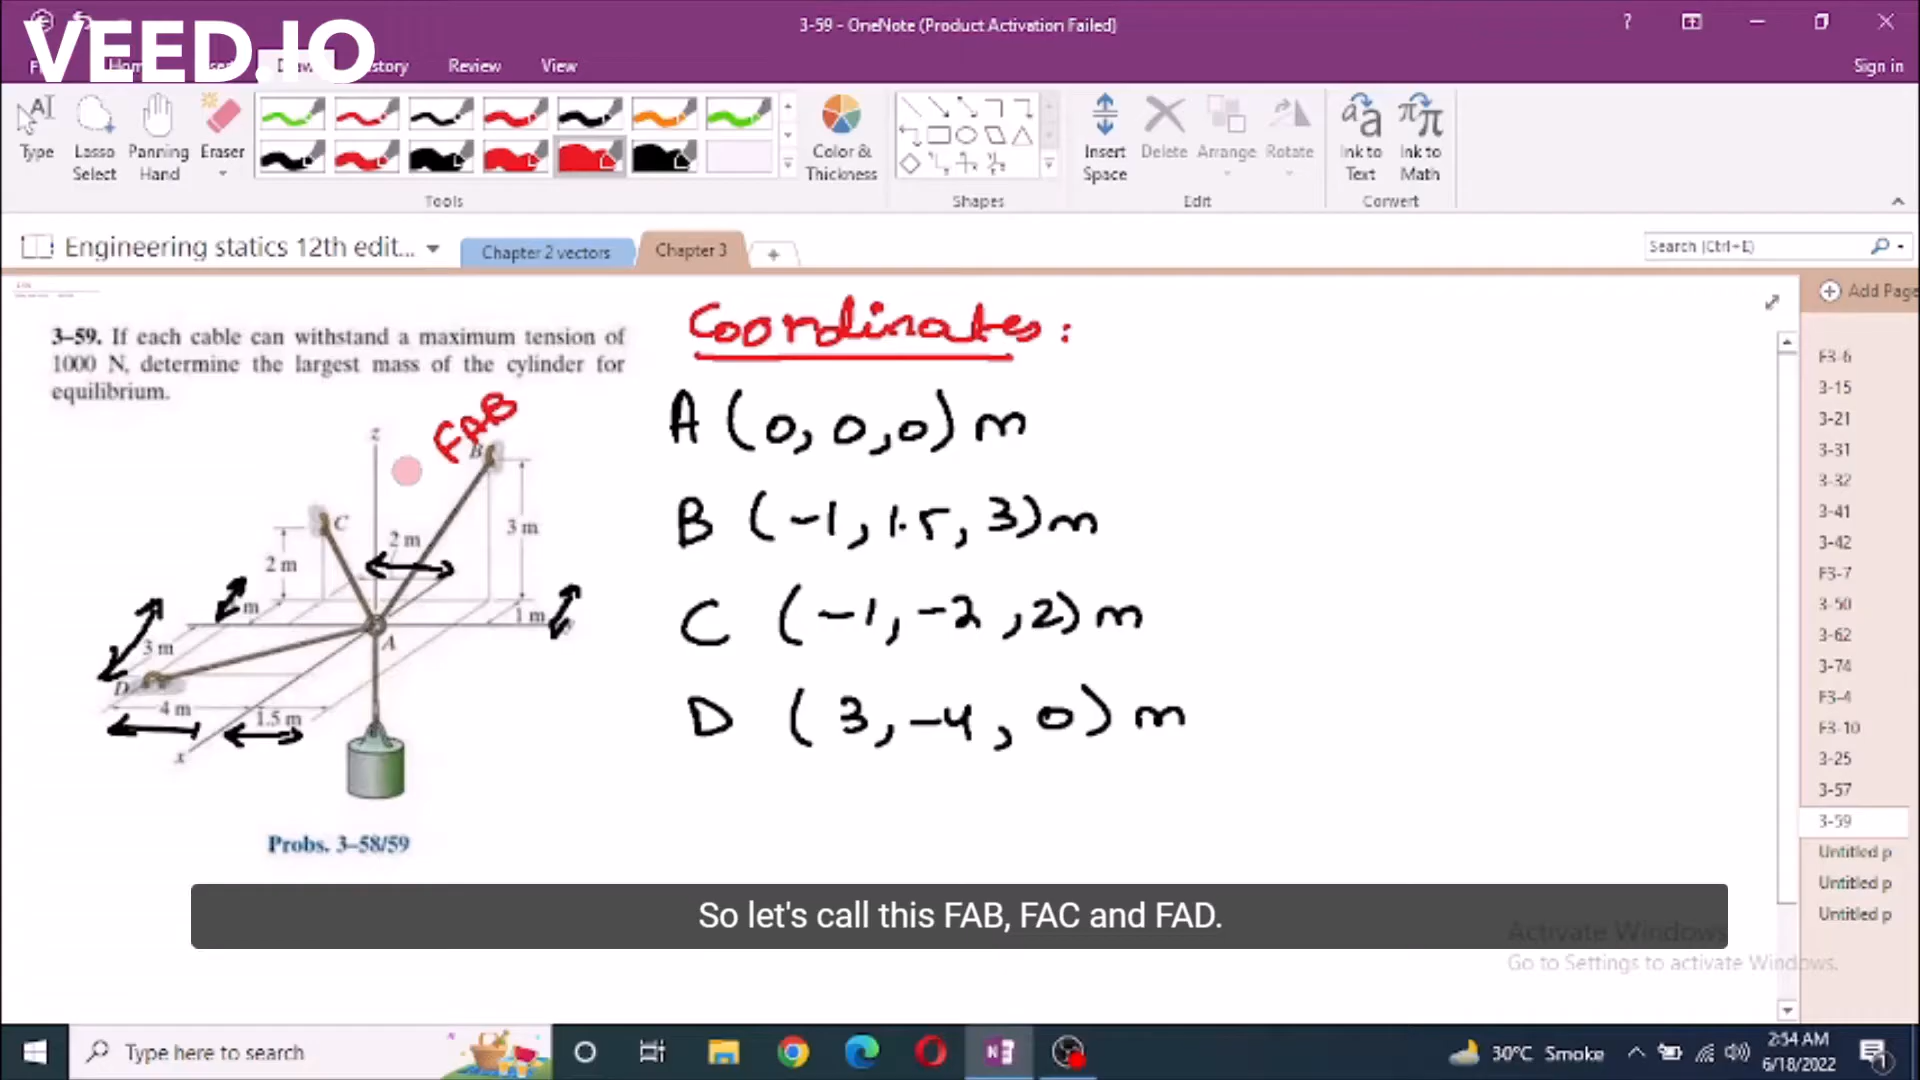 VEED.IO
3-59 - OneNote (Product Activation Failed)
?
Review View
Sign in
Type
Lasso Select
Panning Hand
Eraser
Color & Thickness
Insert Space
Delete
Arrange
Rotate
Ink to Text
Ink to Math
Tools
Shapes
Edit
Convert
Engineering statics 12th edit...
Chapter 2 vectors
Chapter 3
+
Search (Ctrl+E)
Add Page
3–59. If each cable can withstand a maximum tension of
1000 N, determine the largest mass of the cylinder for
equilibrium.
Coordinates:
A (0, 0, 0) m
B (-1, 1.5, 3) m
C (-1, -2, 2) m
D (3, -4, 0) m
FAB
z
B
C
2 m
3 m
2 m
m
1 m
A
3 m
D
4 m
1.5 m
x
Probs. 3–58/59
F3-6
3-15
3-21
3-31
3-32
3-41
3-42
F3-7
3-50
3-62
3-74
F3-4
F3-10
3-25
3-57
3-59
Untitled p
Untitled p
Untitled p
So let's call this FAB, FAC and FAD.
Activate Windows
Go to Settings to activate Windows.
Type here to search
30°C Smoke
2:54 AM
6/18/2022